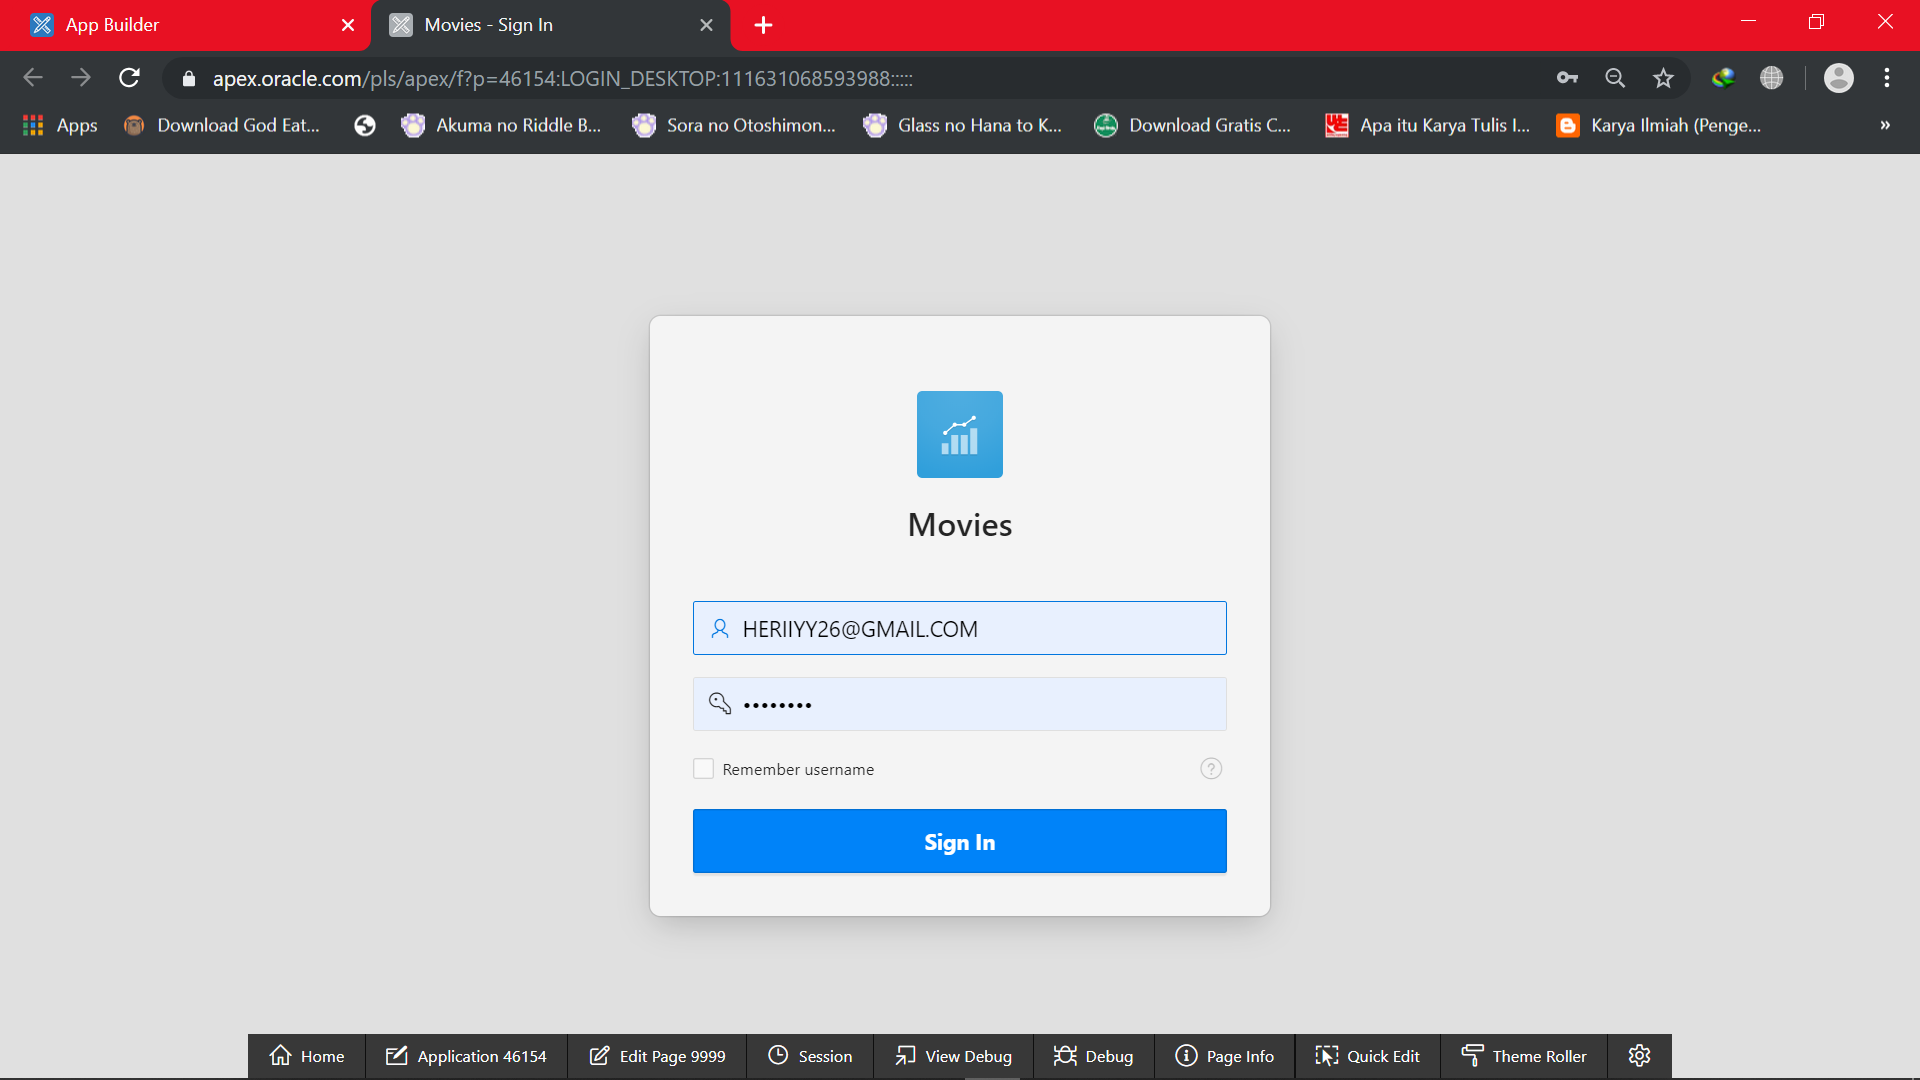 App Builder
Movies - Sign In
apex.oracle.com/pls/apex/f?p=46154:LOGIN_DESKTOP:111631068593988:::::
Apps Download God Eat... Akuma no Riddle B... Sora no Otoshimon... Glass no Hana to K... Download Gratis C... Apa itu Karya Tulis I... Karya Ilmiah (Penge... »
Movies
HERIIYY26@GMAIL.COM
••••••••
Remember username ?
Sign In
Home Application 46154 Edit Page 9999 Session View Debug Debug Page Info Quick Edit Theme Roller